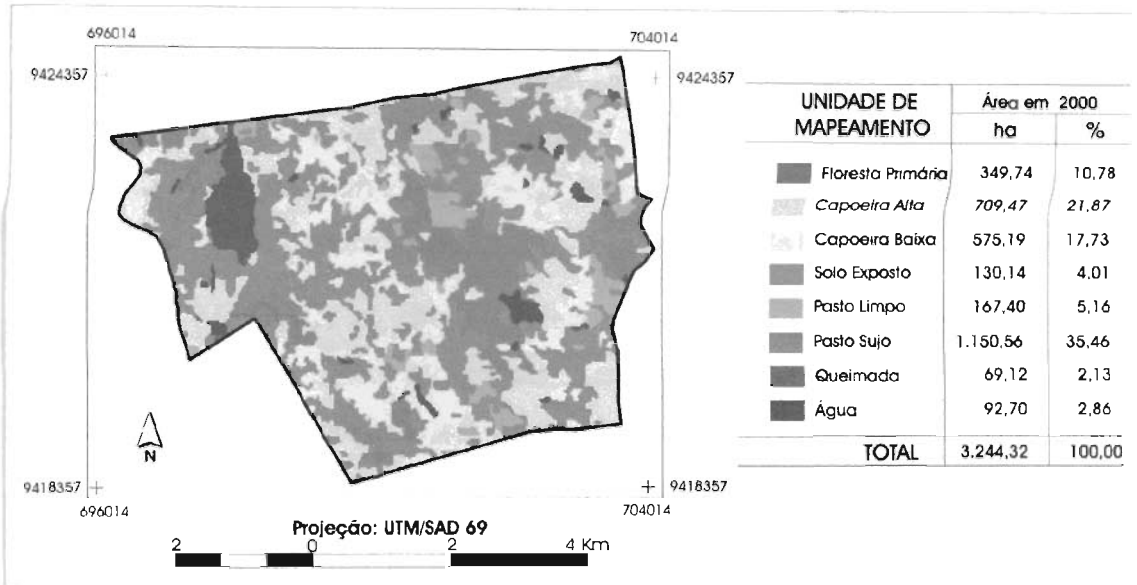 696014 704014
9424357 9424357
9418357 9418357
696014 704014
N
Projeção: UTM/SAD 69
2 0 2 4 Km
UNIDADE DE MAPEAMENTO Área em 2000
ha %
Floresta Primária 349,74 10,78
Capoeira Alta 709,47 21,87
Capoeira Baixa 575,19 17,73
Solo Exposto 130,14 4,01
Pasto Limpo 167,40 5,16
Pasto Sujo 1.150,56 35,46
Queimada 69,12 2,13
Água 92,70 2,86
TOTAL 3.244,32 100,00